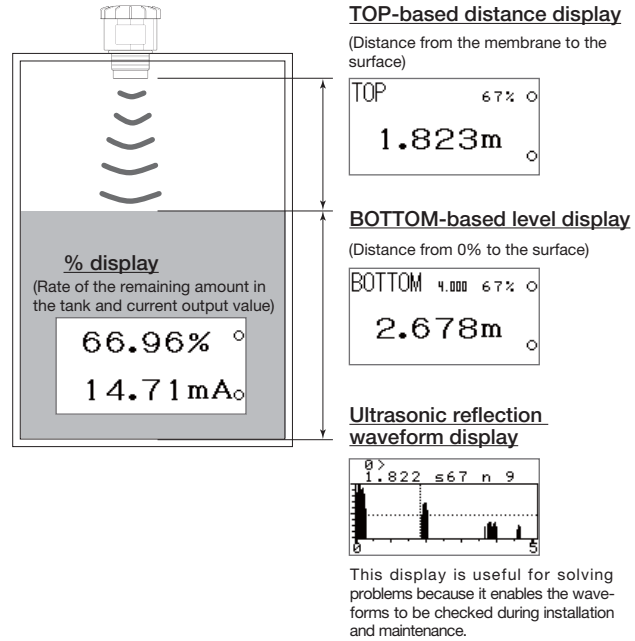 TOP-based distance display
(Distance from the membrane to the
surface)
TOP 67%
1.823m
BOTTOM-based level display
(Distance from 0% to the surface)
BOTTOM 4.000 67%
2.678m
% display
(Rate of the remaining amount in
the tank and current output value)
66.96%
14.71mA
Ultrasonic reflection
waveform display
0>
1.822 ≤67 n 9
0 5
This display is useful for solving
problems because it enables the wave-
forms to be checked during installation
and maintenance.